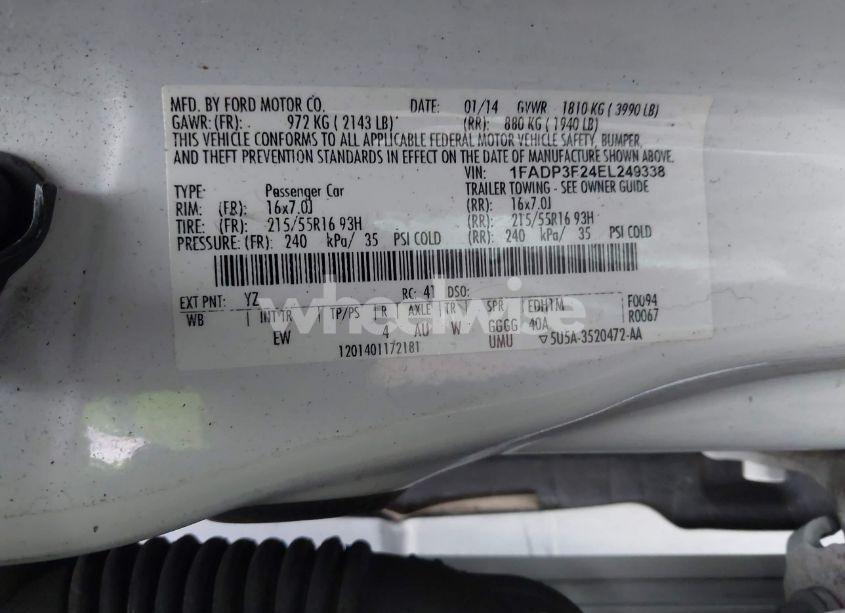 MFD. BY FORD MOTOR CO. DATE: 01/14 GVWR 1810 KG ( 3990 LB)
GAWR: (FR): 972 KG ( 2143 LB) (RR): 880 KG ( 1940 LB)
THIS VEHICLE CONFORMS TO ALL APPLICABLE FEDERAL MOTOR VEHICLE SAFETY, BUMPER,
AND THEFT PREVENTION STANDARDS IN EFFECT ON THE DATE OF MANUFACTURE SHOWN ABOVE.
VIN: 1FADP3F24EL249338
TYPE: Passenger Car TRAILER TOWING - SEE OWNER GUIDE
RIM: (FR): 16x7.0J (RR): 16x7.0J
TIRE: (FR): 215/55R16 93H (RR): 215/55R16 93H
PRESSURE: (FR): 240 kPa/ 35 PSI COLD (RR): 240 kPa/ 35 PSI COLD
EXT PNT: YZ RC: 41 DSO:
wheelwise
WB INT TR TP/PS R AXLE TR SPR EDHTM F0094
R0067
EW 4 AU W GGGG 40A
1201401172181 UMU ▽5U5A-3520472-AA